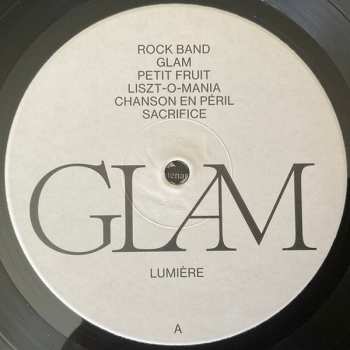 ROCK BAND
GLAM
PETIT FRUIT
LISZT-O-MANIA
CHANSON EN PÉRIL
SACRIFICE
GLAM
LUMIÈRE
A